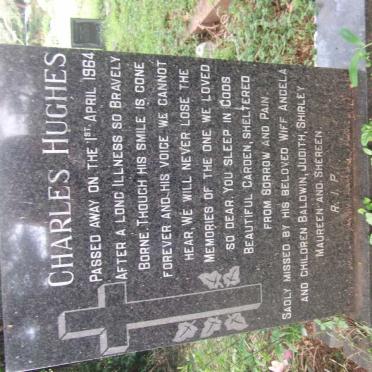 CHARLES HUGHES
PASSED AWAY ON THE 1ST APRIL 1964
AFTER A LONG ILLNESS SO BRAVELY
BORNE. THOUGH HIS SMILE IS GONE
FOREVER AND HIS VOICE WE CANNOT
HEAR, WE WILL NEVER LOSE THE
MEMORIES OF THE ONE WE LOVED
SO DEAR. YOU SLEEP IN GODS
BEAUTIFUL GARDEN, SHELTERED
FROM SORROW AND PAIN
SADLY MISSED BY HIS BELOVED WIFE ANGELA
AND CHILDREN BALDWIN, JUDITH, SHIRLEY
MAUREEN AND SHEREEN.
R. I. P.